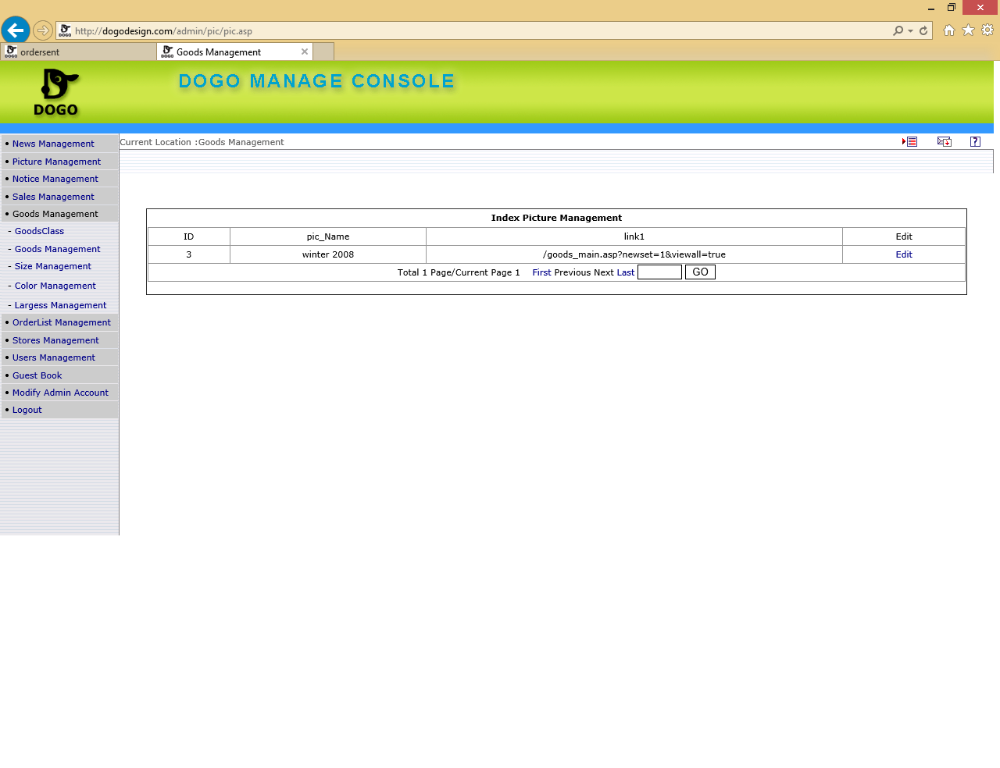 http://dogodesign.com/admin/pic/pic.asp
DOGO
ordersent
DOGO
Goods Management
DOGO
DOGO
DOGO MANAGE CONSOLE
• News Management
• Picture Management
• Notice Management
• Sales Management
• Goods Management
- GoodsClass
- Goods Management
- Size Management
- Color Management
- Largess Management
• OrderList Management
• Stores Management
• Users Management
• Guest Book
• Modify Admin Account
• Logout
Current Location :Goods Management
?
Index Picture Management
ID pic_Name link1 Edit
3 winter 2008 /goods_main.asp?newset=1&viewall=true Edit
Total 1 Page/Current Page 1 First Previous Next Last GO